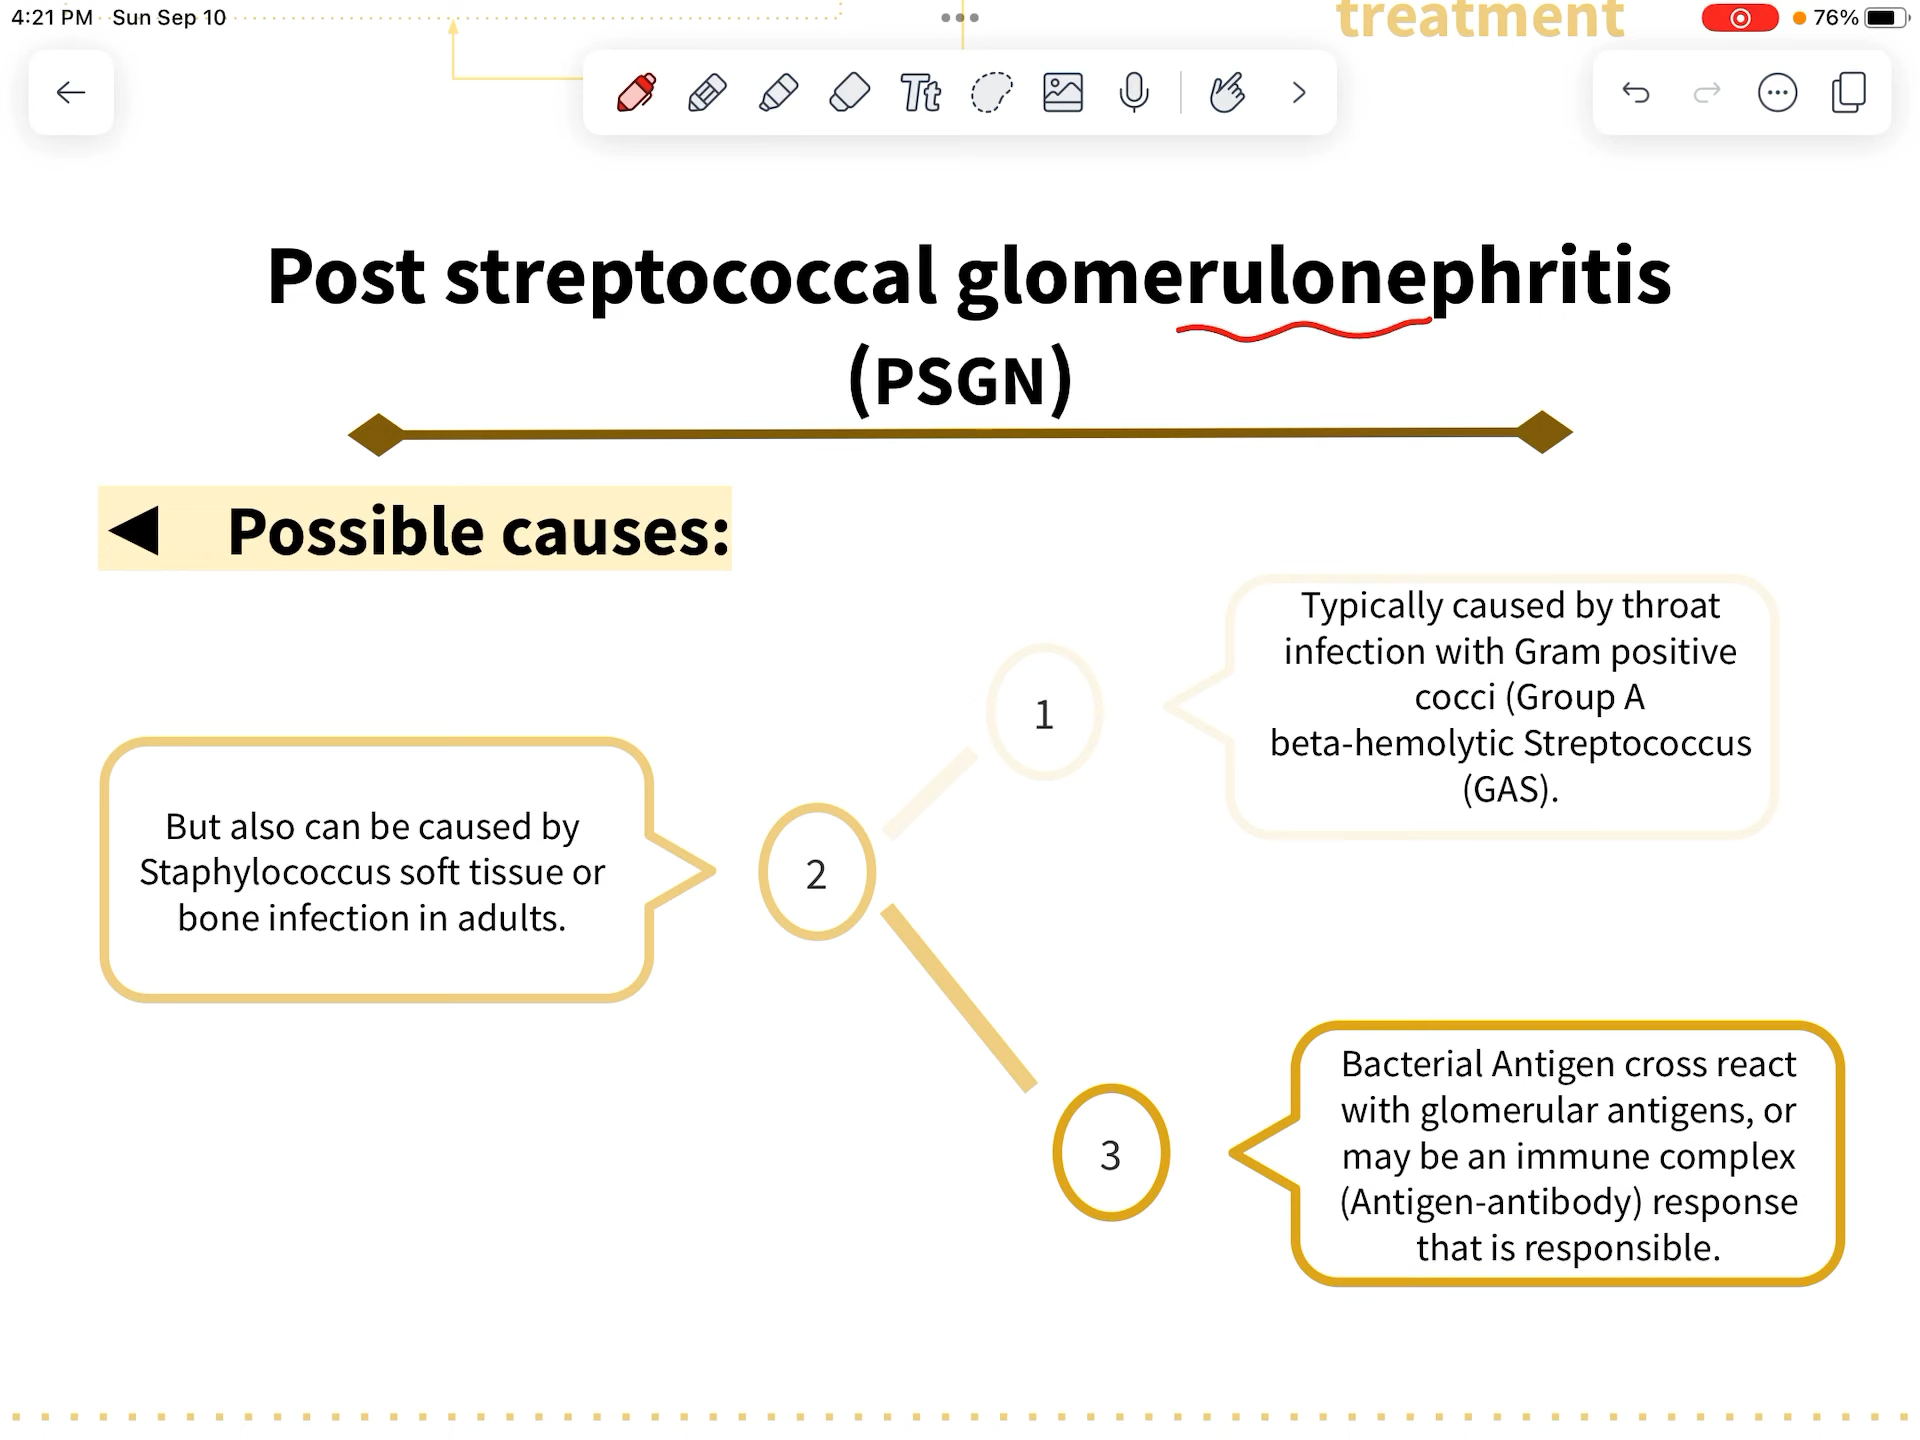 4:21 PM Sun Sep 10
76%
treatment
Tt
Post streptococcal glomerulonephritis
(PSGN)
Possible causes:
1
Typically caused by throat
infection with Gram positive
cocci (Group A
beta-hemolytic Streptococcus
(GAS).
2
But also can be caused by
Staphylococcus soft tissue or
bone infection in adults.
3
Bacterial Antigen cross react
with glomerular antigens, or
may be an immune complex
(Antigen-antibody) response
that is responsible.